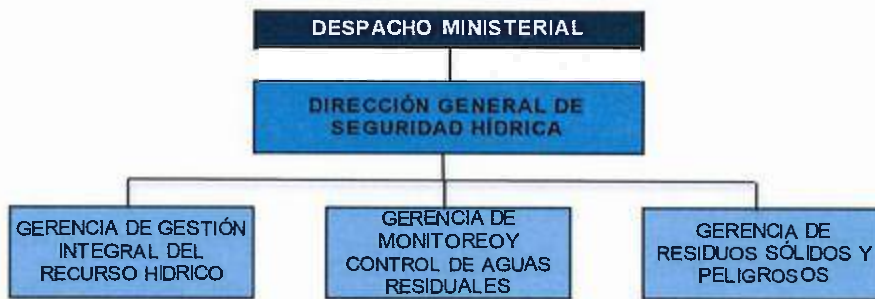 DESPACHO MINISTERIAL
DIRECCIÓN GENERAL DE
SEGURIDAD HÍDRICA
GERENCIA DE GESTIÓN
INTEGRAL DEL
RECURSO HÍDRICO
GERENCIA DE
MONITOREOY
CONTROL DE AGUAS
RESIDUALES
GERENCIA DE
RESIDUOS SÓLIDOS Y
PELIGROSOS